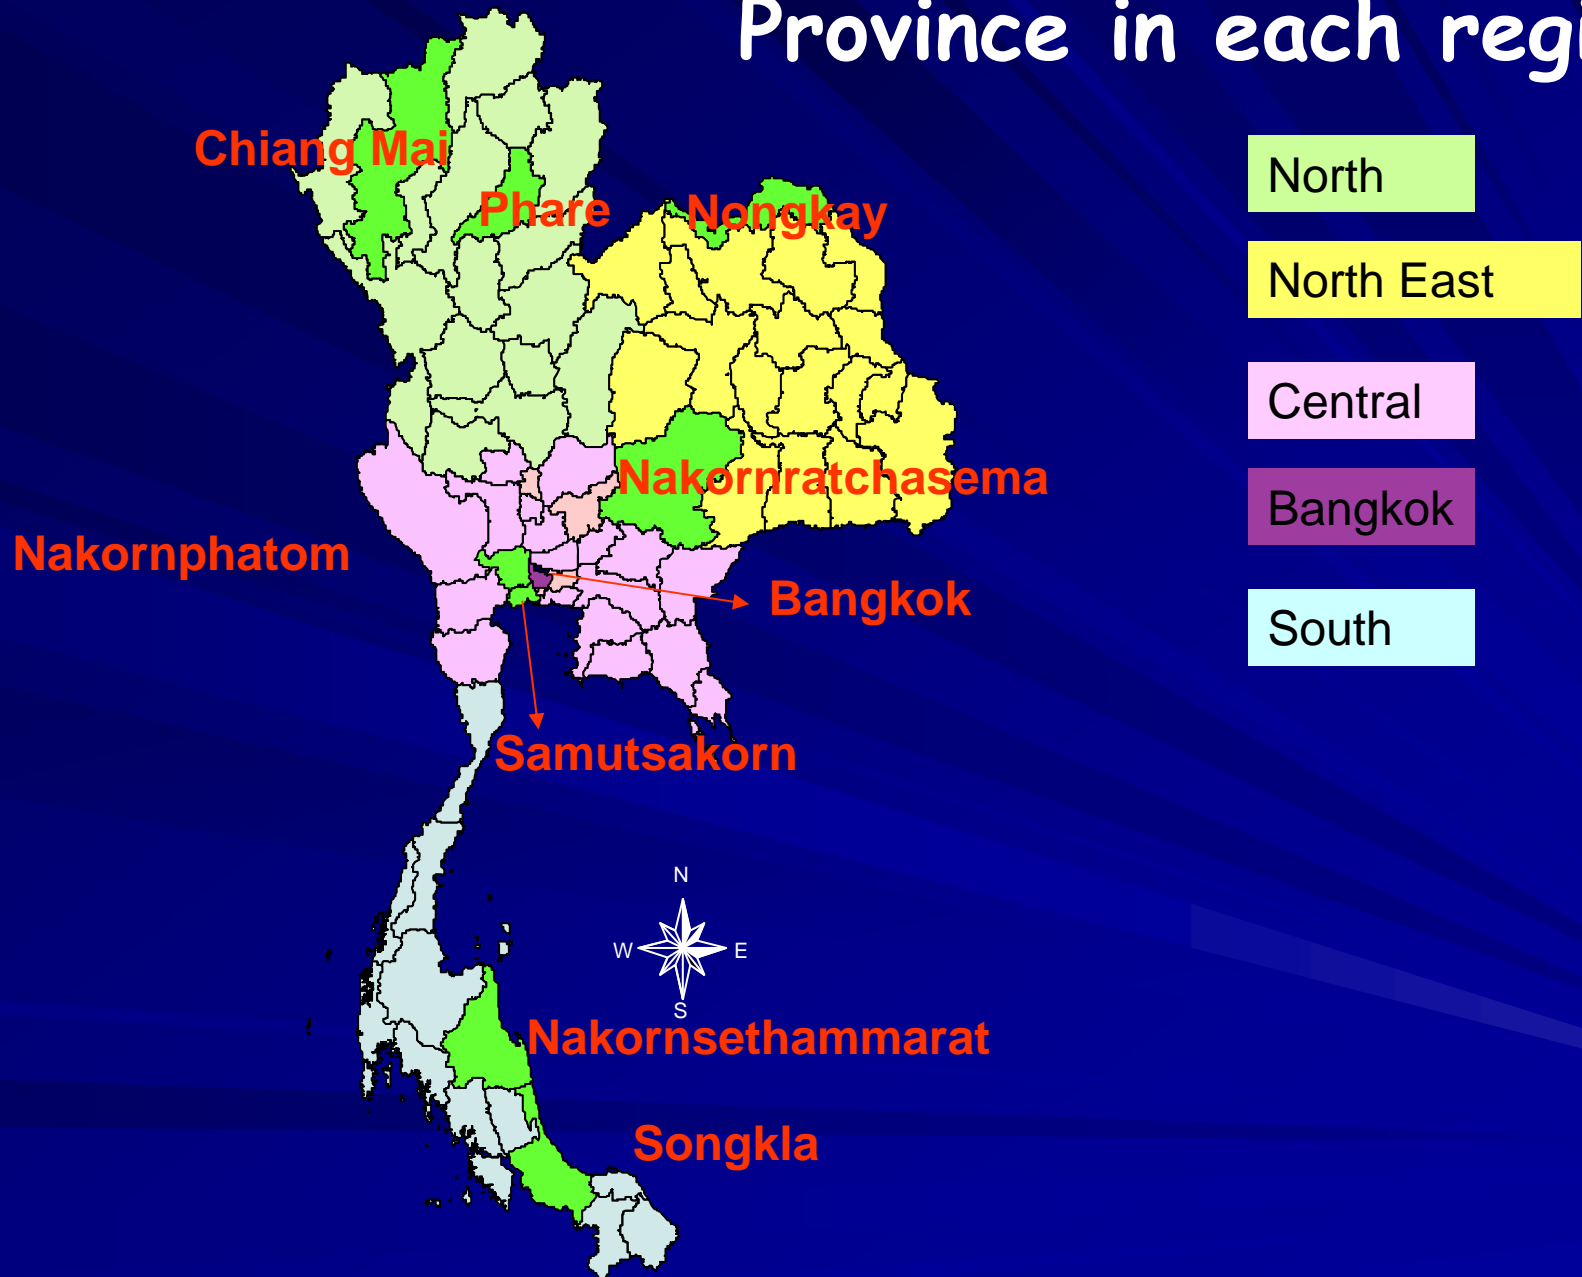 Province in each regi
Chiang Mai
Phare
Nongkay
North
North East
Central
Nakornratchasema
Bangkok
Nakornphatom
Bangkok
South
Samutsakorn
N
W E
S
Nakornsethammarat
Songkla